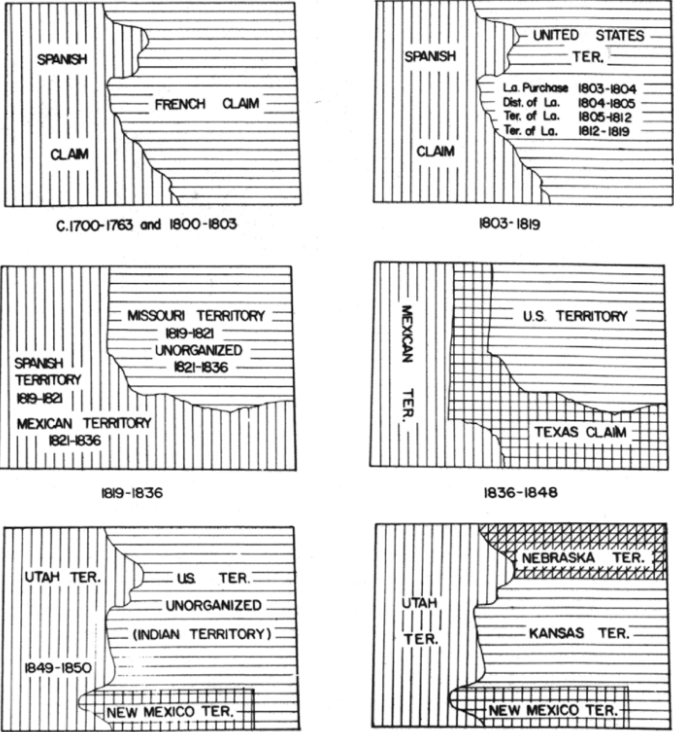 SPANISH
CLAIM
FRENCH CLAIM
C.1700-1763 and 1800-1803
SPANISH
CLAIM
UNITED STATES
TER.
La. Purchase 1803-1804
Dist. of La. 1804-1805
Ter. of La. 1805-1812
Ter. of La. 1812-1819
1803-1819
MISSOURI TERRITORY
1819-1821
UNORGANIZED
1821-1836
SPANISH
TERRITORY
1819-1821
MEXICAN TERRITORY
1821-1836
1819-1836
MEXICAN TER.
U.S. TERRITORY
TEXAS CLAIM
1836-1848
UTAH TER.
U.S. TER.
UNORGANIZED
(INDIAN TERRITORY)
1849-1850
NEW MEXICO TER.
NEBRASKA TER.
UTAH
TER.
KANSAS TER.
NEW MEXICO TER.